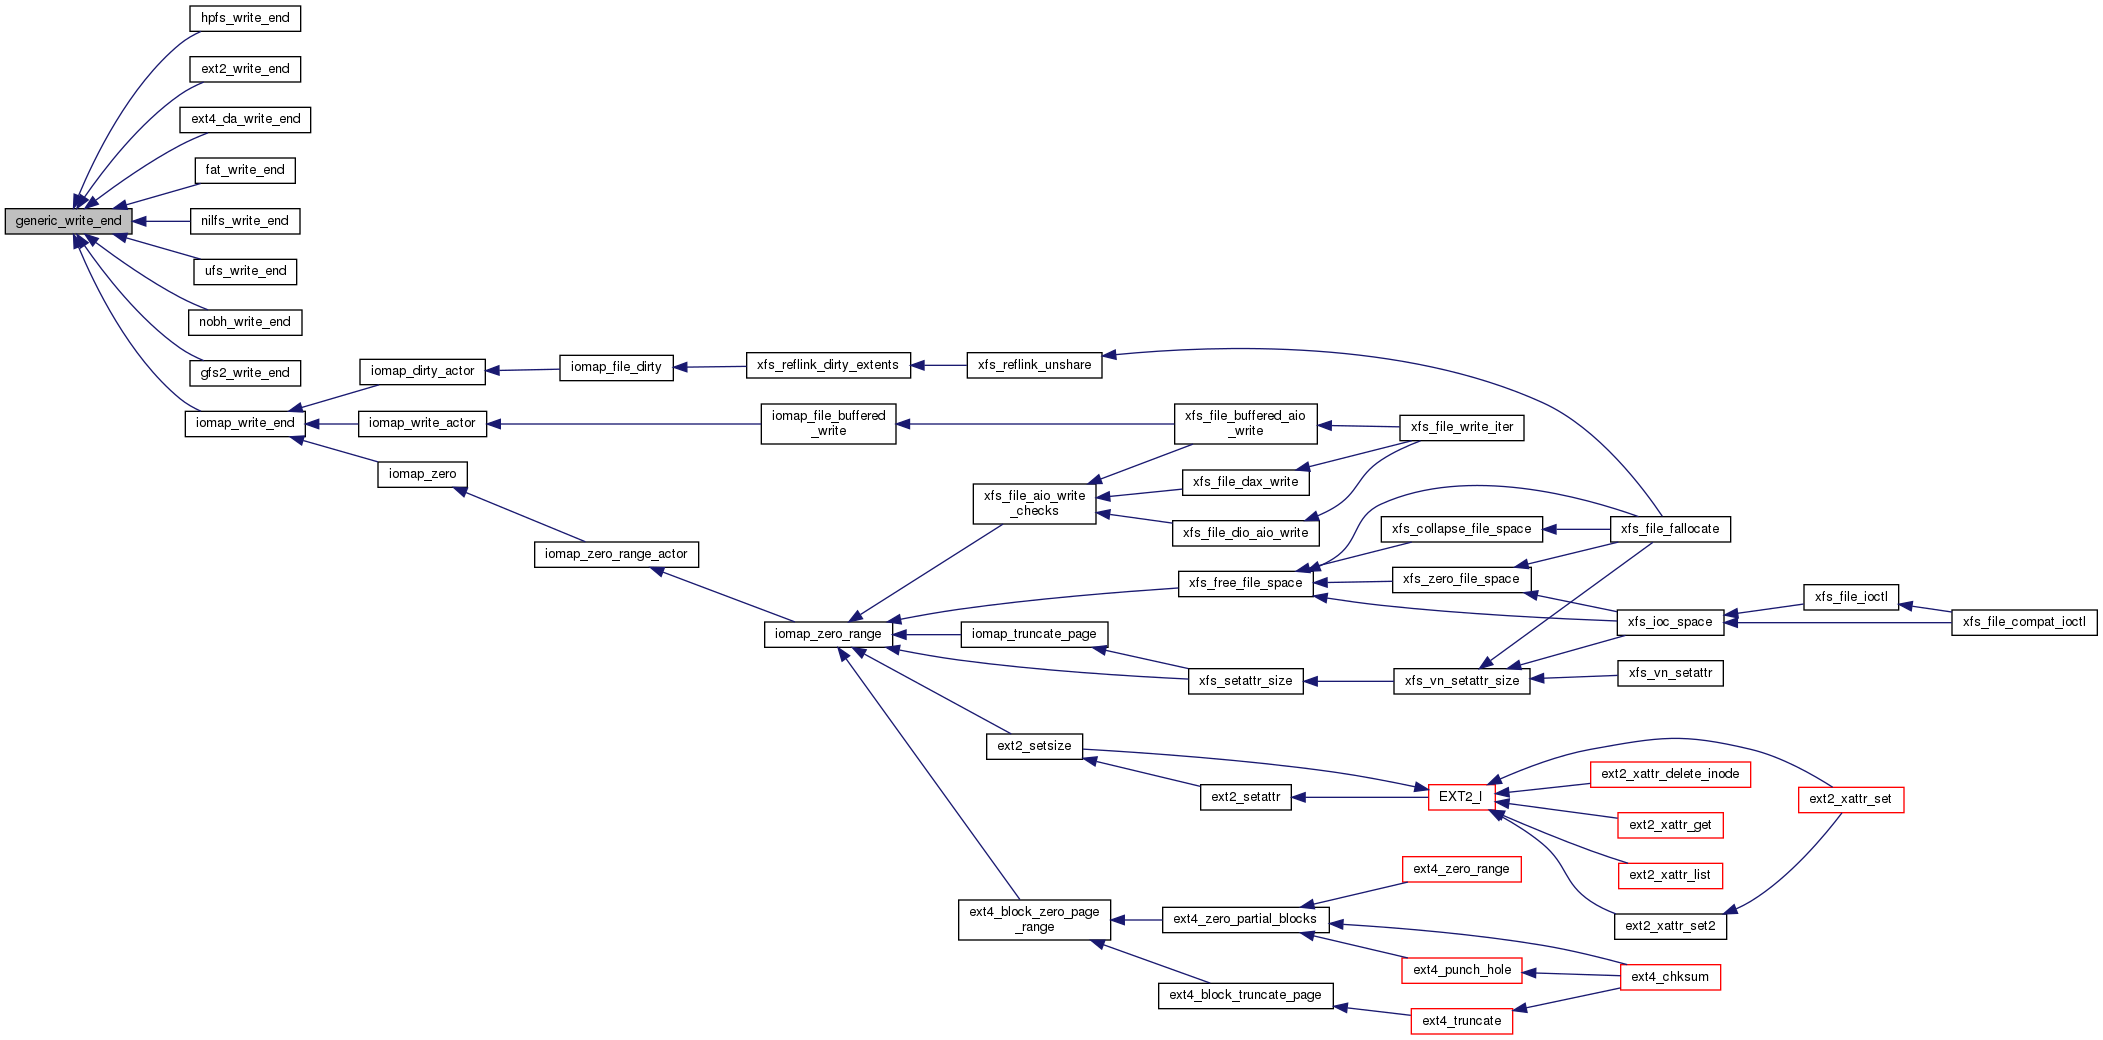 hpfs_write_end
ext2_write_end
ext4_da_write_end
fat_write_end
generic_write_end
nilfs_write_end
ufs_write_end
nobh_write_end
gfs2_write_end
iomap_write_end
iomap_dirty_actor
iomap_file_dirty
xfs_reflink_dirty_extents
xfs_reflink_unshare
iomap_write_actor
iomap_file_buffered
_write
xfs_file_buffered_aio
_write
xfs_file_write_iter
iomap_zero
xfs_file_aio_write
_checks
xfs_file_dax_write
xfs_file_dio_aio_write
xfs_collapse_file_space
xfs_file_fallocate
iomap_zero_range_actor
xfs_free_file_space
xfs_zero_file_space
xfs_file_ioctl
iomap_zero_range
iomap_truncate_page
xfs_ioc_space
xfs_file_compat_ioctl
xfs_setattr_size
xfs_vn_setattr_size
xfs_vn_setattr
ext2_setsize
ext2_setattr
EXT2_I
ext2_xattr_delete_inode
ext2_xattr_set
ext2_xattr_get
ext2_xattr_list
ext2_xattr_set2
ext4_zero_range
ext4_block_zero_page
_range
ext4_zero_partial_blocks
ext4_punch_hole
ext4_chksum
ext4_block_truncate_page
ext4_truncate